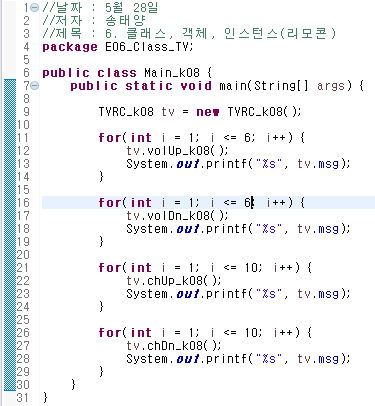 1 //날짜 : 5월 28일
2 //저자 : 송태양
3 //제목 : 6. 클래스, 객체, 인스턴스(리모콘)
4 package E06_Class_TV;
5
6 public class Main_k08 {
7 public static void main(String[] args) {
8
9 TVRC_k08 tv = new TVRC_k08();
10
11 for(int i = 1; i <= 6; i++) {
12 tv.volUp_k08();
13 System.out.printf("%s", tv.msg);
14 }
15
16 for(int i = 1; i <= 6; i++) {
17 tv.volDn_k08();
18 System.out.printf("%s", tv.msg);
19 }
20
21 for(int i = 1; i <= 10; i++) {
22 tv.chUp_k08();
23 System.out.printf("%s", tv.msg);
24 }
25
26 for(int i = 1; i <= 10; i++) {
27 tv.chDn_k08();
28 System.out.printf("%s", tv.msg);
29 }
30 }
31 }